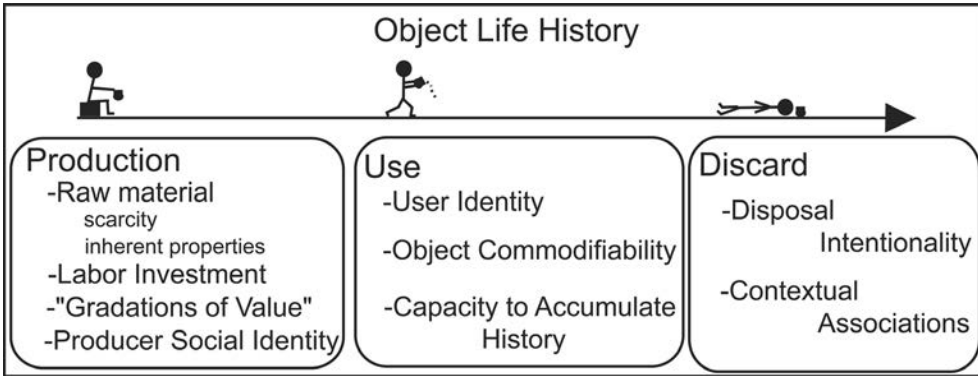 Object Life History
Production
-Raw material
scarcity
inherent properties
-Labor Investment
-"Gradations of Value"
-Producer Social Identity
Use
-User Identity
-Object Commodifiability
-Capacity to Accumulate
History
Discard
-Disposal
Intentionality
-Contextual
Associations